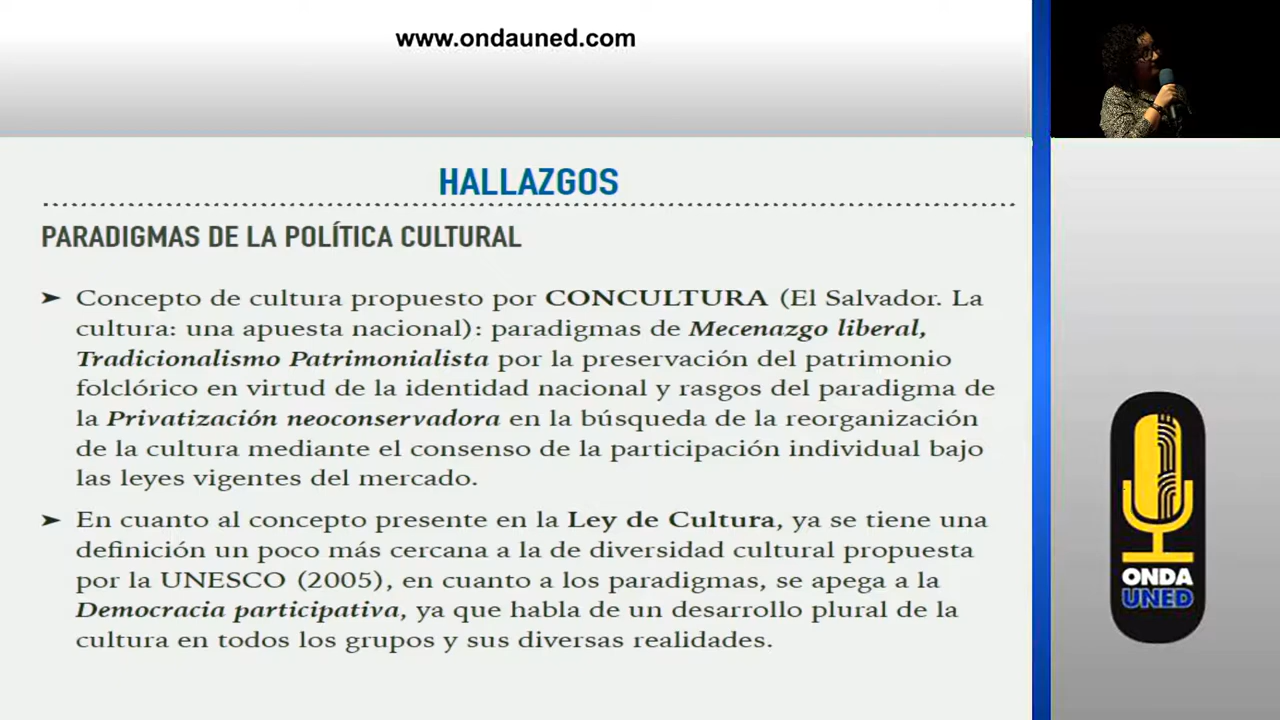 www.ondauned.com
HALLAZGOS
PARADIGMAS DE LA POLÍTICA CULTURAL
➤ Concepto de cultura propuesto por CONCULTURA (El Salvador. La
cultura: una apuesta nacional): paradigmas de Mecenazgo liberal,
Tradicionalismo Patrimonialista por la preservación del patrimonio
folclórico en virtud de la identidad nacional y rasgos del paradigma de
la Privatización neoconservadora en la búsqueda de la reorganización
de la cultura mediante el consenso de la participación individual bajo
las leyes vigentes del mercado.
➤ En cuanto al concepto presente en la Ley de Cultura, ya se tiene una
definición un poco más cercana a la de diversidad cultural propuesta
por la UNESCO (2005), en cuanto a los paradigmas, se apega a la
Democracia participativa, ya que habla de un desarrollo plural de la
cultura en todos los grupos y sus diversas realidades.
ONDA
UNED